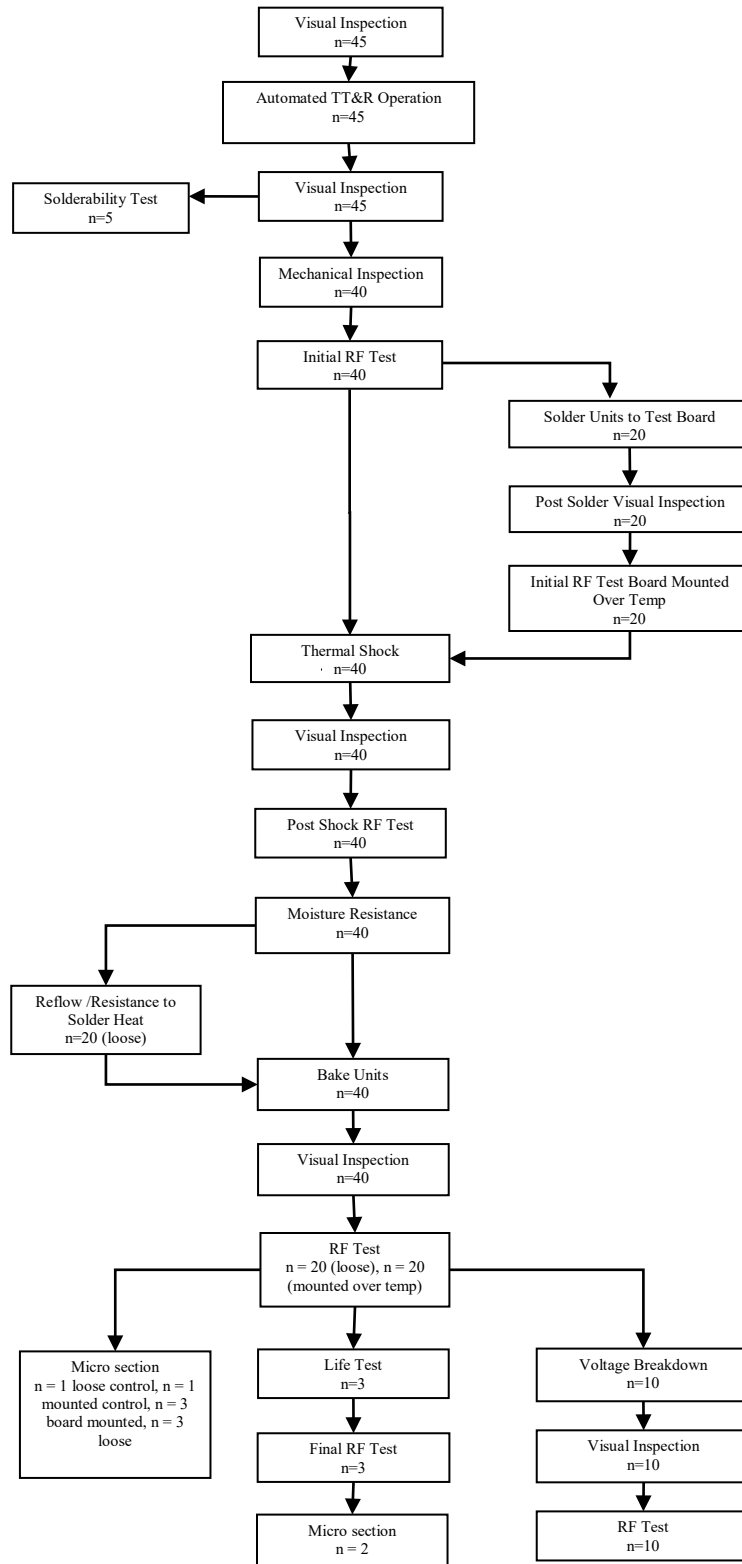 Visual Inspection
n=45
Automated TT&R Operation
n=45
Visual Inspection
n=45
Solderability Test
n=5
Mechanical Inspection
n=40
Initial RF Test
n=40
Solder Units to Test Board
n=20
Post Solder Visual Inspection
n=20
Initial RF Test Board Mounted
Over Temp
n=20
Thermal Shock
n=40
Visual Inspection
n=40
Post Shock RF Test
n=40
Moisture Resistance
n=40
Reflow /Resistance to
Solder Heat
n=20 (loose)
Bake Units
n=40
Visual Inspection
n=40
RF Test
n = 20 (loose), n = 20
(mounted over temp)
Micro section
n = 1 loose control, n = 1
mounted control, n = 3
board mounted, n = 3
loose
Life Test
n=3
Final RF Test
n=3
Micro section
n = 2
Voltage Breakdown
n=10
Visual Inspection
n=10
RF Test
n=10